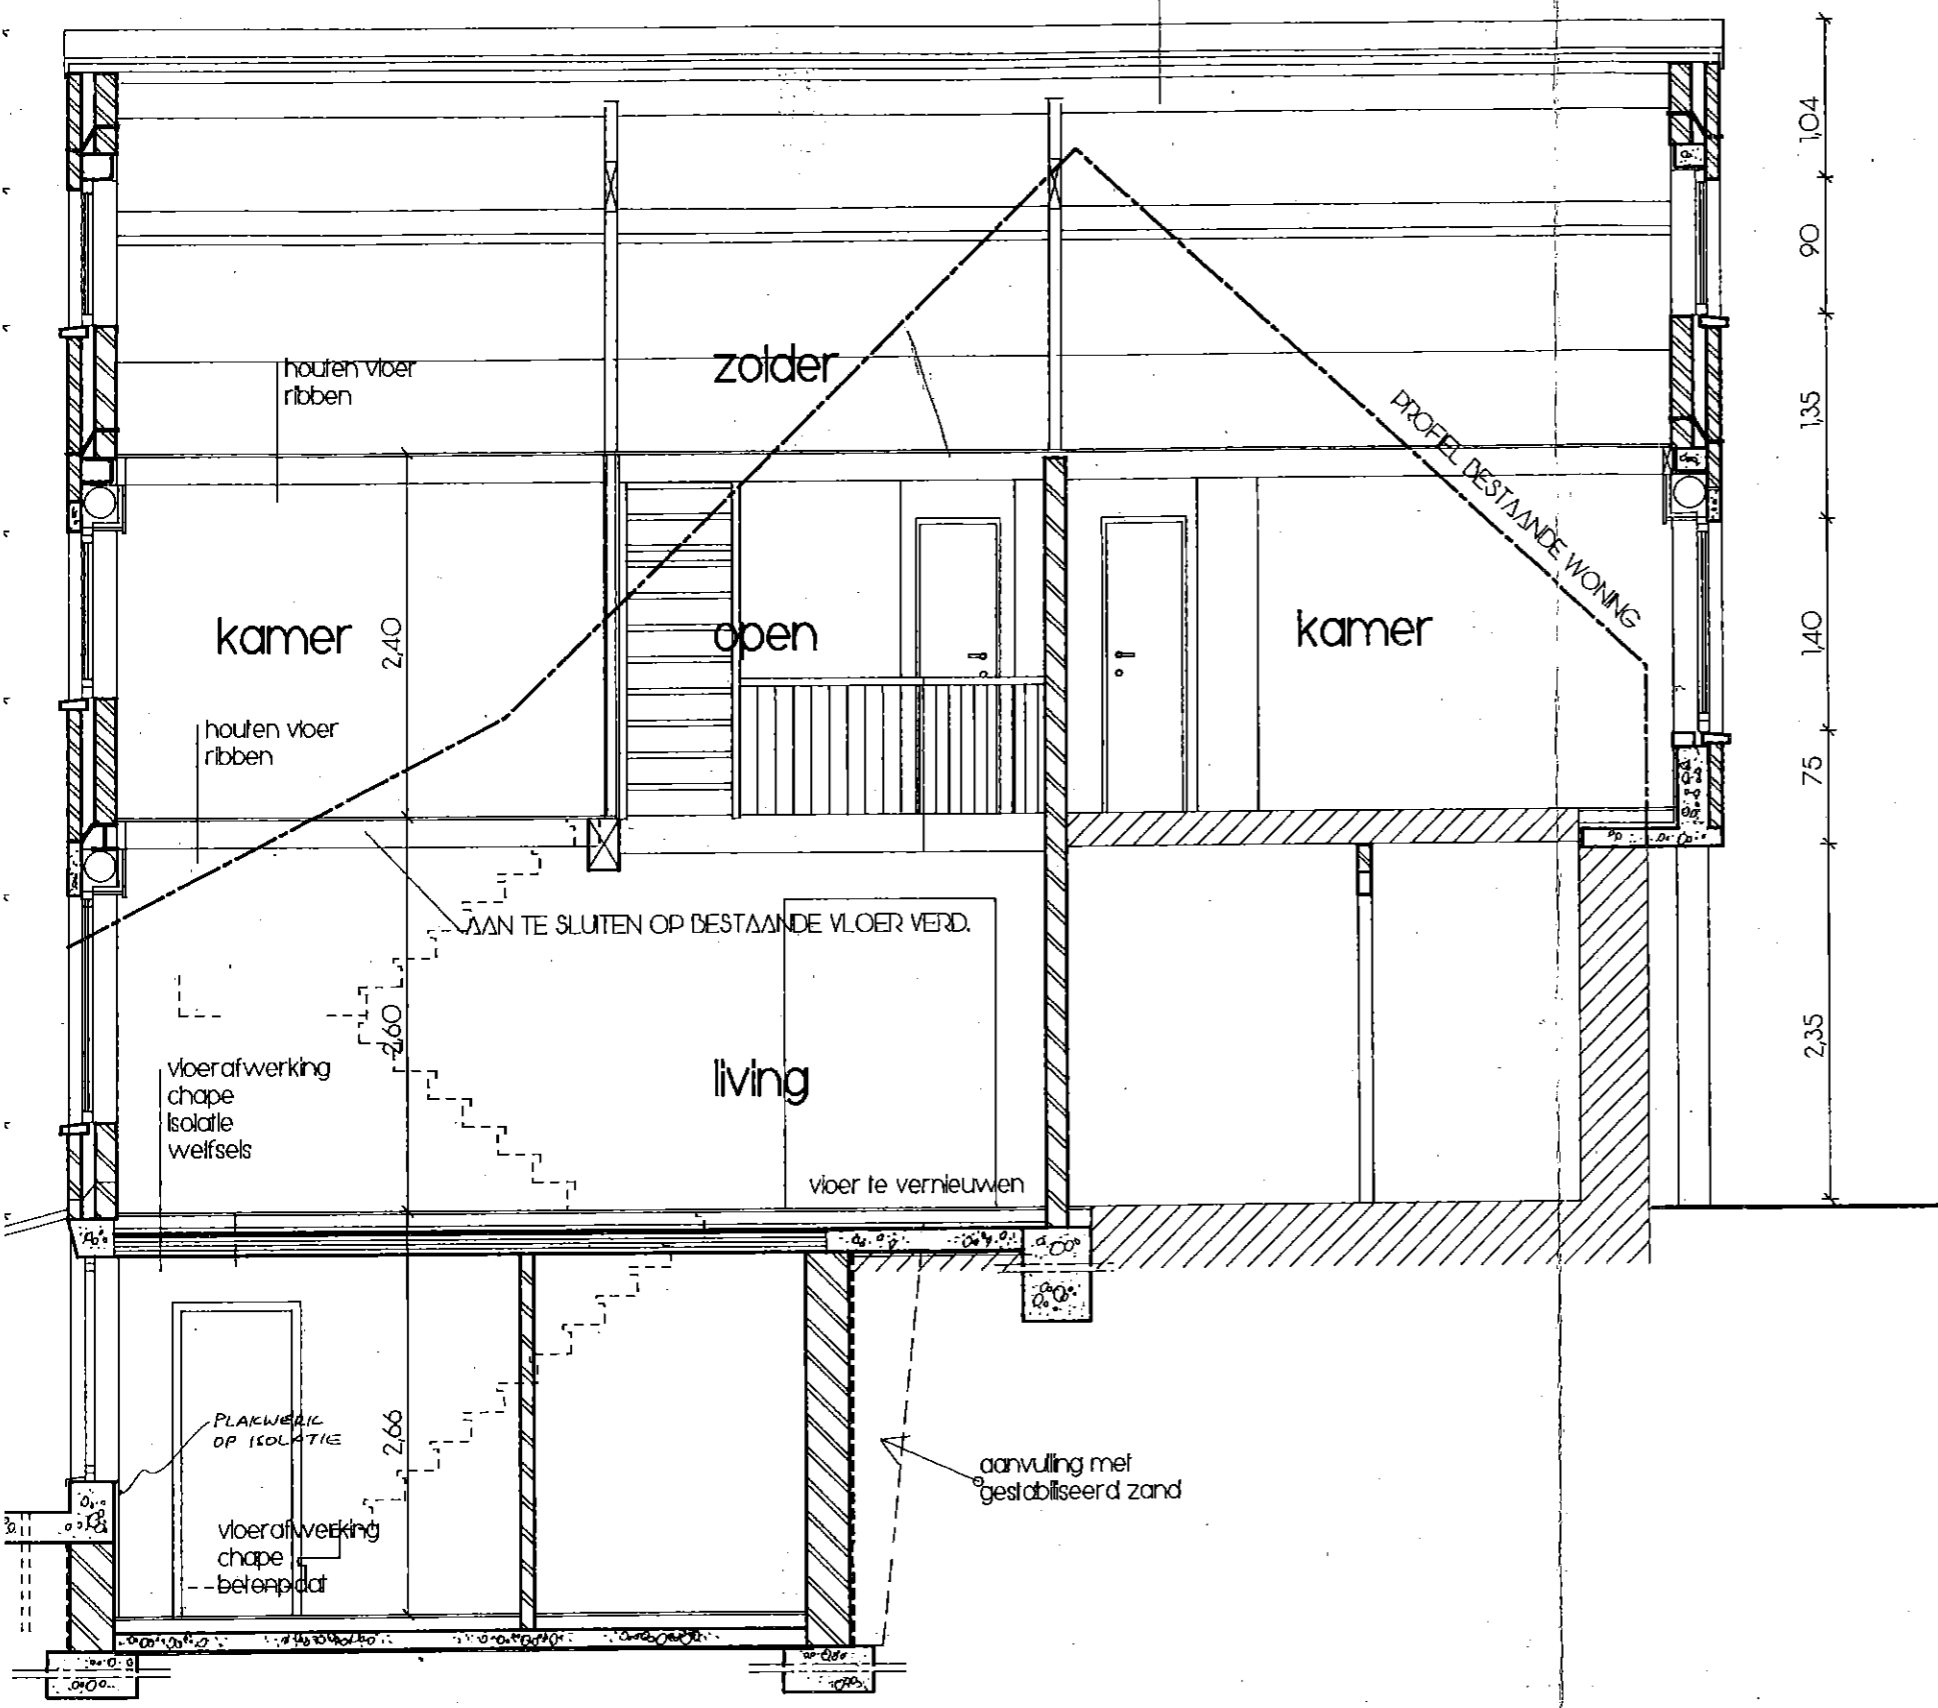 1,04
90
zolder
houten vloer
ribben
1,35
PROFIEL BESTAANDE WONING
kamer
2,40
open
kamer
1,40
houten vloer
ribben
75
AAN TE SLUITEN OP BESTAANDE VLOER VERD.
2,60
2,35
vloerafwerking
chape
isolatie
welfsels
living
vloer te vernieuwen
PLAKWERK
OP ISOLATIE
2,66
aanvulling met
gestabiliseerd zand
vloerafwerking
chape
betonplaat